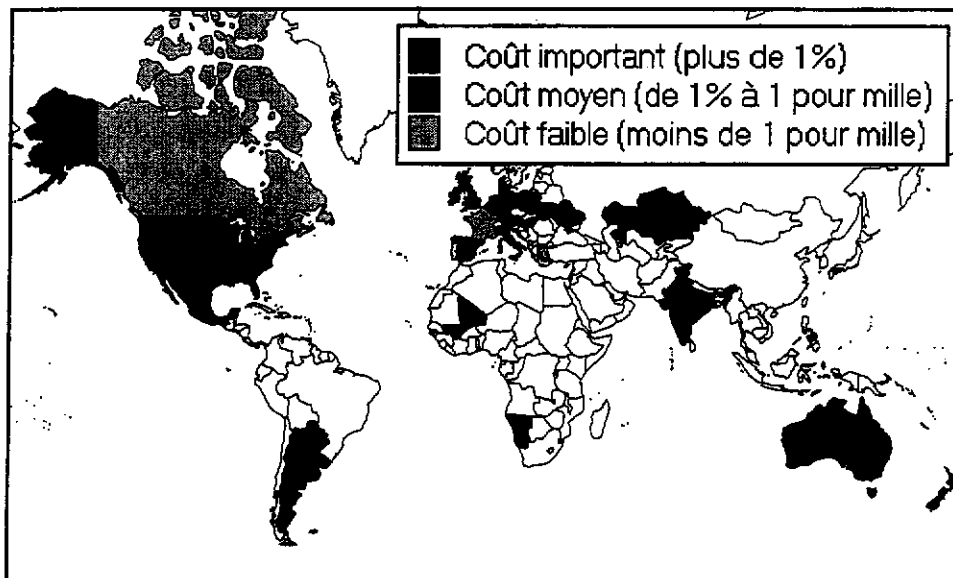 Coût important (plus de 1%)
Coût moyen (de 1% à 1 pour mille)
Coût faible (moins de 1 pour mille)